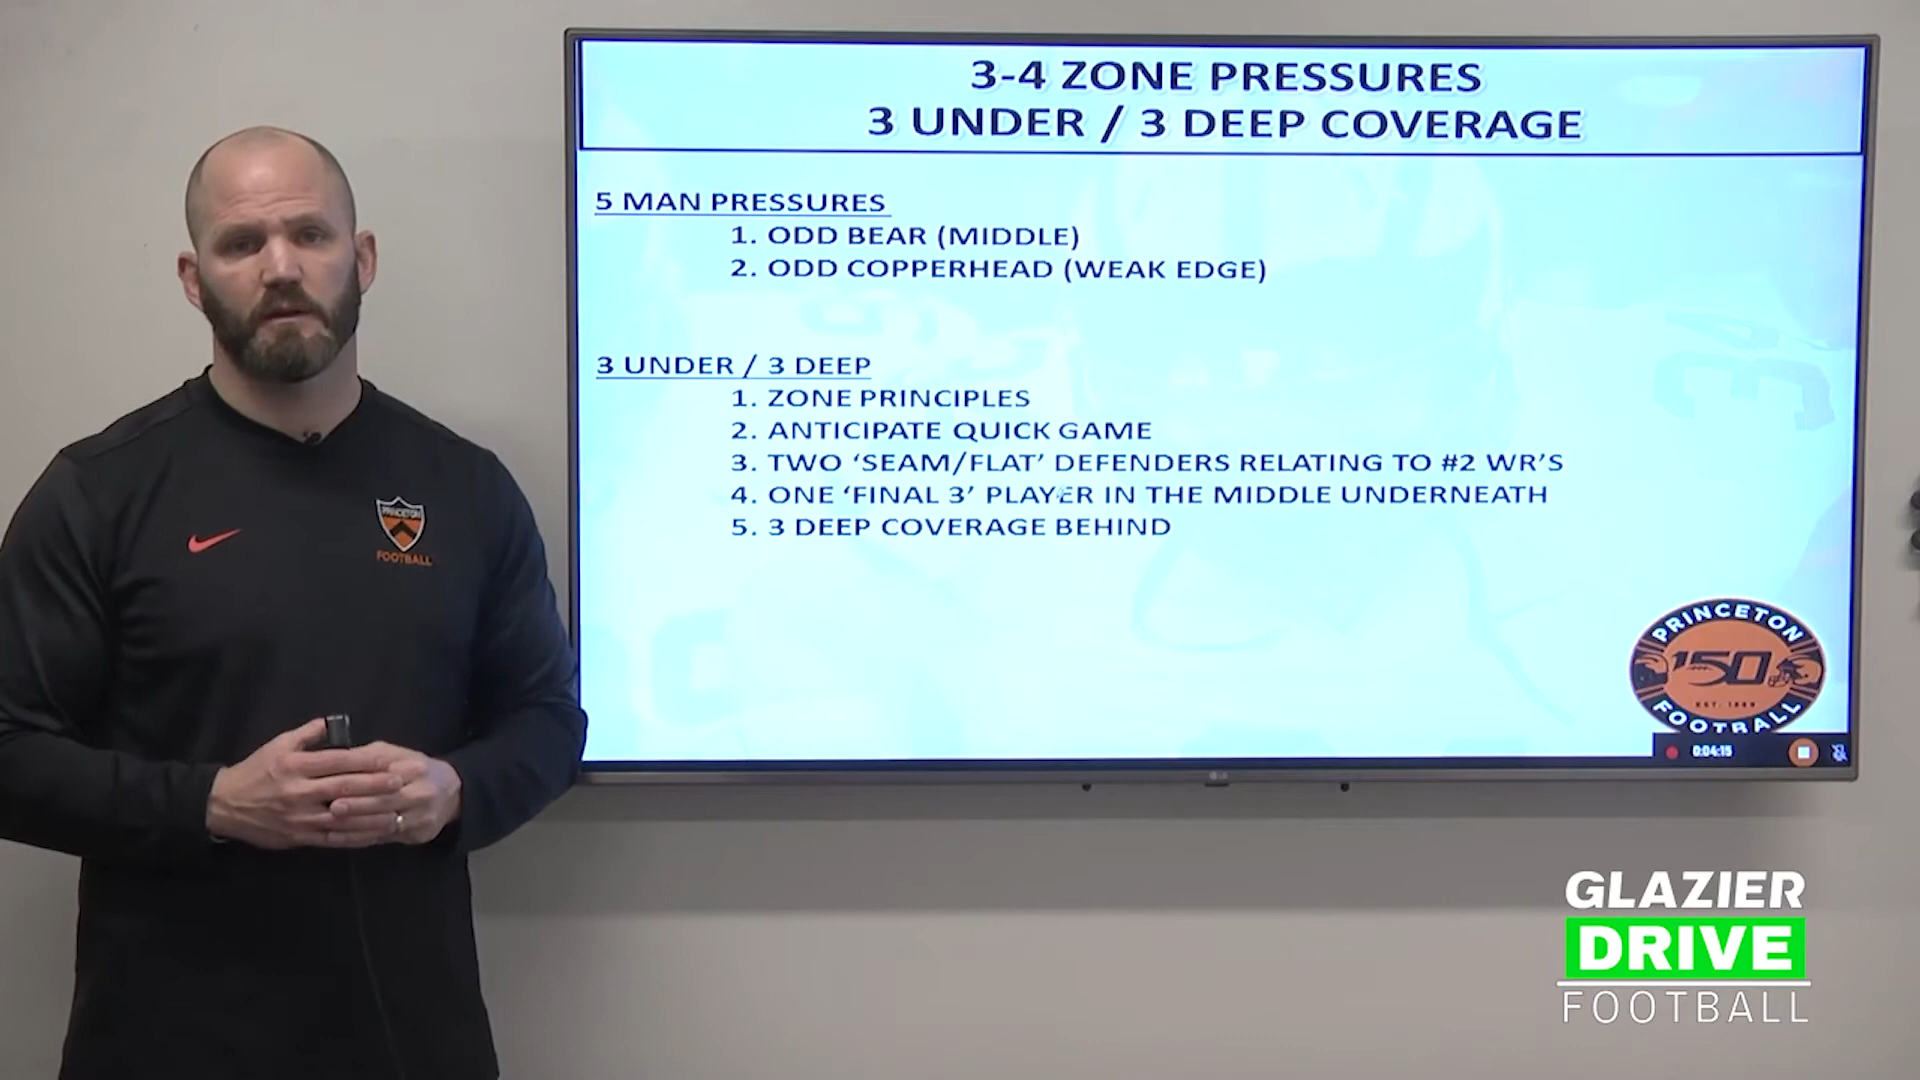 3-4 ZONE PRESSURES
3 UNDER / 3 DEEP COVERAGE
5 MAN PRESSURES
1. ODD BEAR (MIDDLE)
2. ODD COPPERHEAD (WEAK EDGE)
3 UNDER / 3 DEEP
1. ZONE PRINCIPLES
2. ANTICIPATE QUICK GAME
3. TWO ‘SEAM/FLAT’ DEFENDERS RELATING TO #2 WR’S
4. ONE ‘FINAL 3’ PLAYER IN THE MIDDLE UNDERNEATH
5. 3 DEEP COVERAGE BEHIND
PRINCETON
FOOTBALL
PRINCETON
150
EST. 1869
FOOTBALL
0:04:15
LG
GLAZIER
DRIVE
FOOTBALL